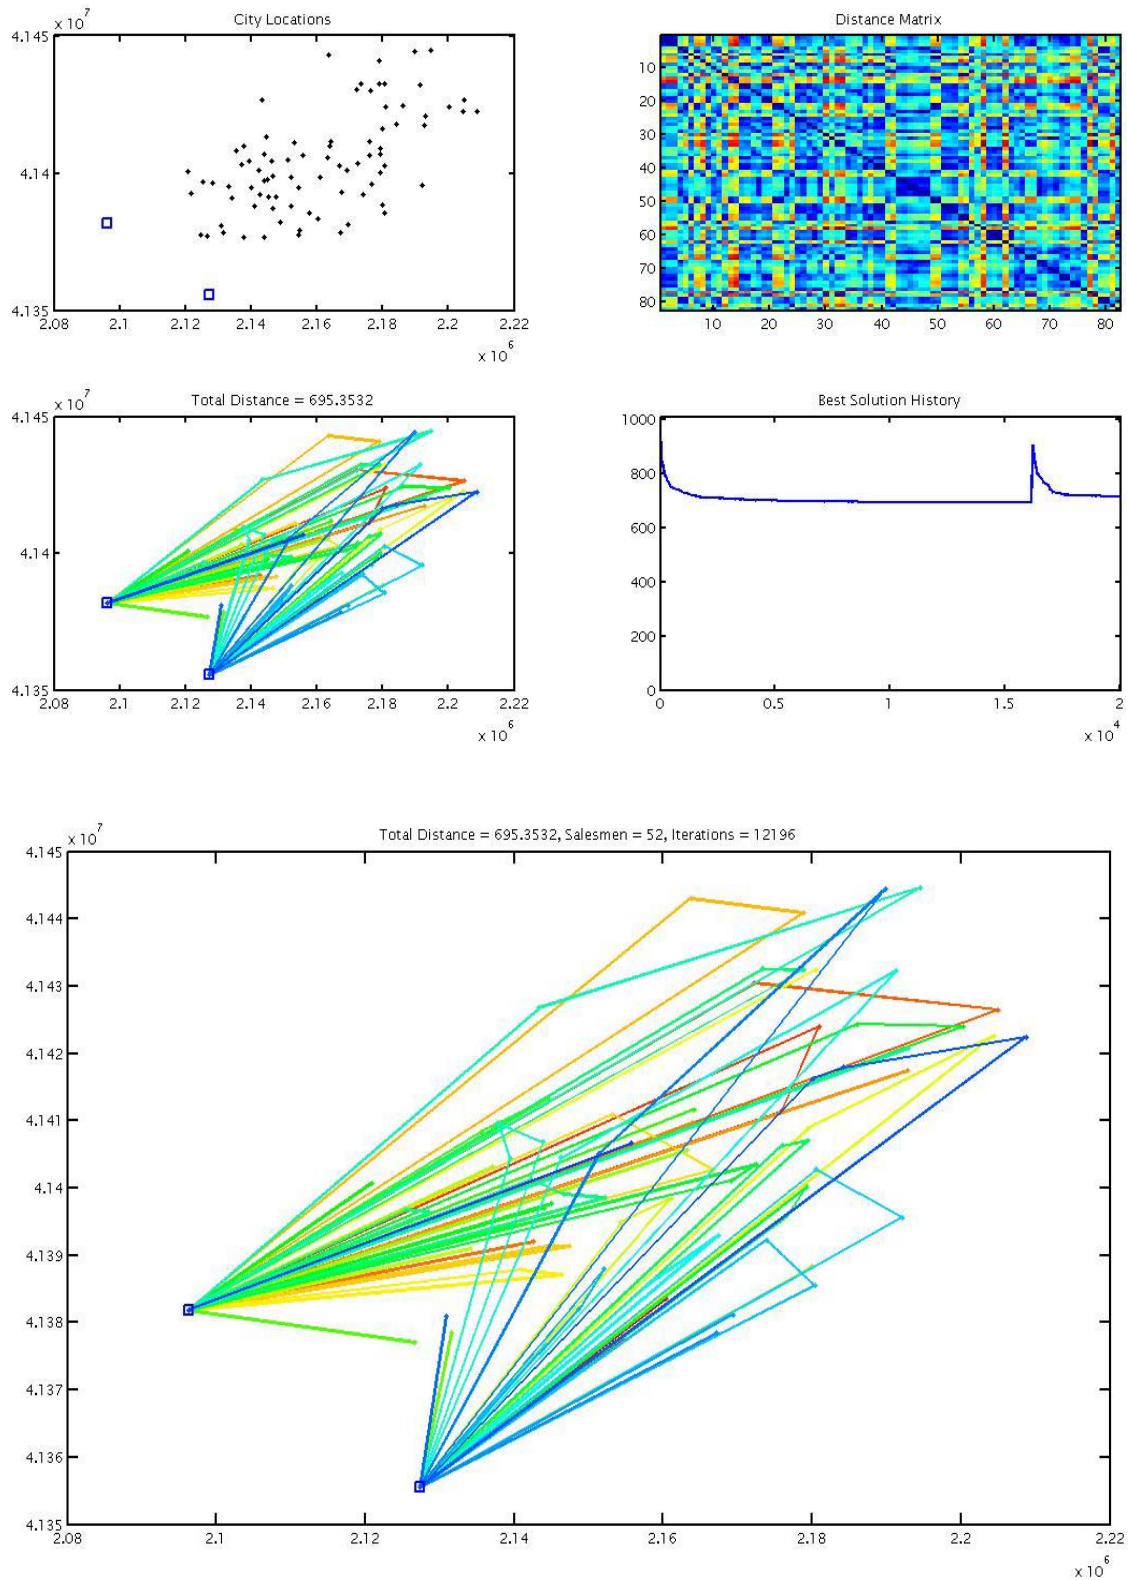 City Locations
x 10^7
4.145
4.14
4.135
2.08 2.1 2.12 2.14 2.16 2.18 2.2 2.22
x 10^6
Distance Matrix
10
20
30
40
50
60
70
80
10 20 30 40 50 60 70 80
Total Distance = 695.3532
x 10^7
4.145
4.14
4.135
2.08 2.1 2.12 2.14 2.16 2.18 2.2 2.22
x 10^6
Best Solution History
1000
800
600
400
200
0
0 0.5 1 1.5 2
x 10^4
Total Distance = 695.3532, Salesmen = 52, Iterations = 12196
x 10^7
4.145
4.144
4.143
4.142
4.141
4.14
4.139
4.138
4.137
4.136
4.135
2.08 2.1 2.12 2.14 2.16 2.18 2.2 2.22
x 10^6